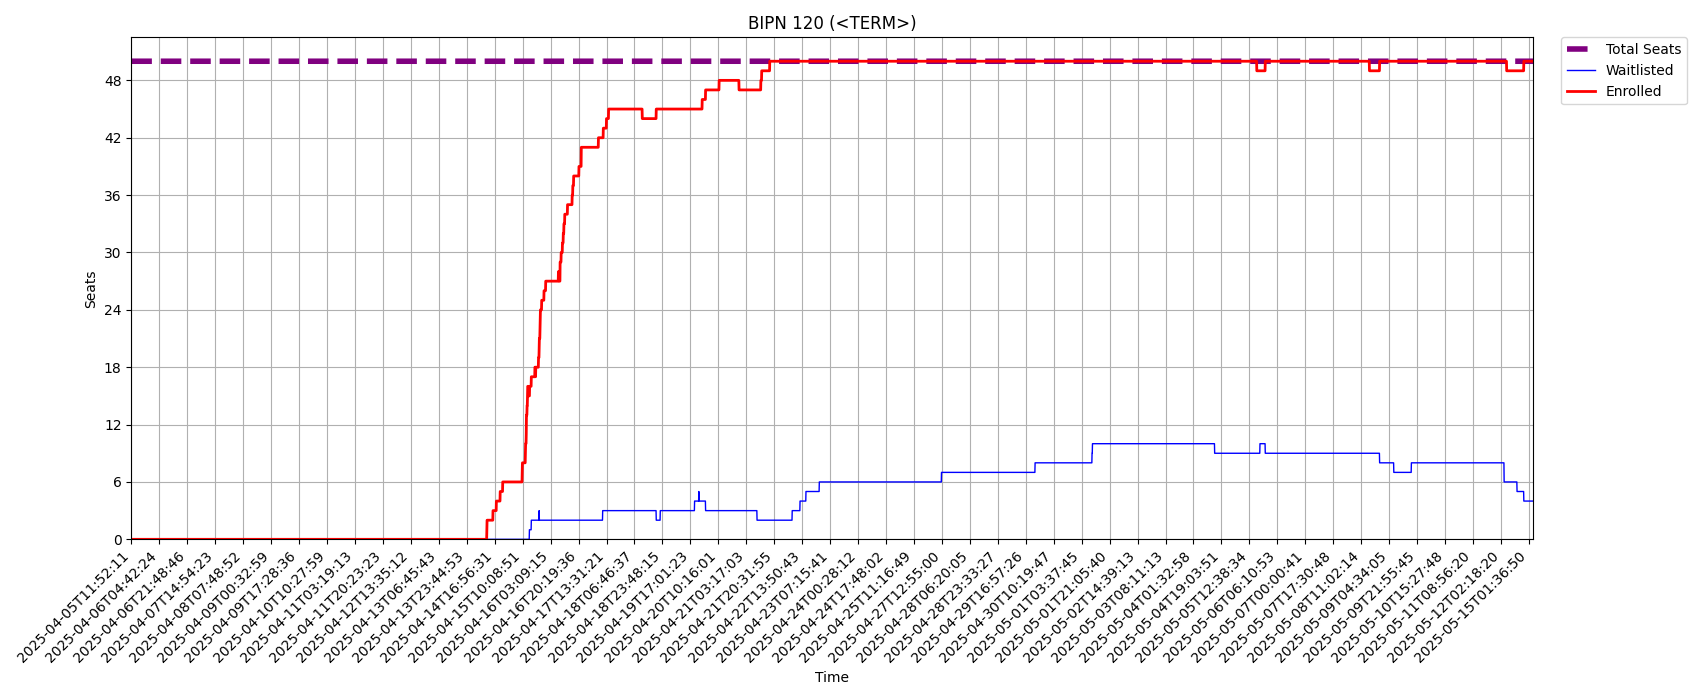 BIPN 120 (<TERM>)
Total Seats
Waitlisted
Enrolled
Seats
48
42
36
30
24
18
12
6
0
2025-04-05T11:52:11
2025-04-06T04:42:24
2025-04-06T21:48:46
2025-04-07T14:54:23
2025-04-08T07:48:52
2025-04-09T00:32:59
2025-04-09T17:28:36
2025-04-10T10:27:59
2025-04-11T03:19:13
2025-04-11T20:23:23
2025-04-12T13:35:12
2025-04-13T06:45:43
2025-04-13T23:44:53
2025-04-14T16:56:31
2025-04-15T10:08:51
2025-04-16T03:09:15
2025-04-16T20:19:36
2025-04-17T13:31:21
2025-04-18T06:46:37
2025-04-18T23:48:15
2025-04-19T17:01:23
2025-04-20T10:16:01
2025-04-21T03:17:03
2025-04-21T20:31:55
2025-04-22T13:50:43
2025-04-23T07:15:41
2025-04-24T00:28:12
2025-04-24T17:48:02
2025-04-25T11:16:49
2025-04-27T12:55:00
2025-04-28T06:20:05
2025-04-28T23:33:27
2025-04-29T16:57:26
2025-04-30T10:19:47
2025-05-01T03:37:45
2025-05-01T21:05:40
2025-05-02T14:39:13
2025-05-03T08:11:13
2025-05-04T01:32:58
2025-05-04T19:03:51
2025-05-05T12:38:34
2025-05-06T06:10:53
2025-05-07T00:00:41
2025-05-07T17:30:48
2025-05-08T11:02:14
2025-05-09T04:34:05
2025-05-09T21:55:45
2025-05-10T15:27:48
2025-05-11T08:56:20
2025-05-12T02:18:20
2025-05-15T01:36:50
Time